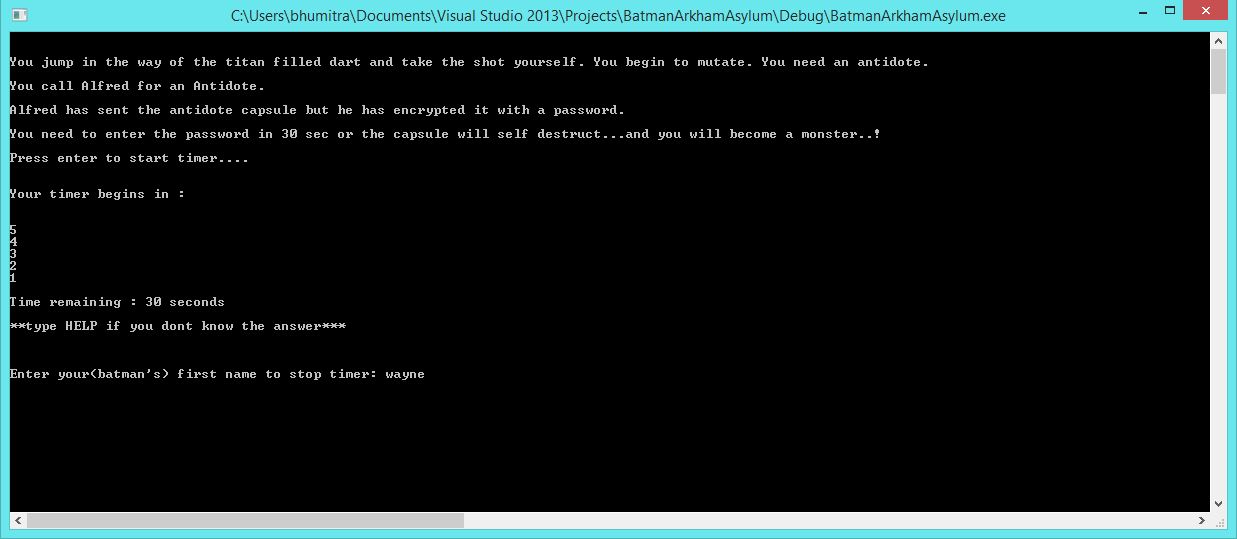 C:\Users\bhumitra\Documents\Visual Studio 2013\Projects\BatmanArkhamAsylum\Debug\BatmanArkhamAsylum.exe
You jump in the way of the titan filled dart and take the shot yourself. You begin to mutate. You need an antidote.
You call Alfred for an Antidote.
Alfred has sent the antidote capsule but he has encrypted it with a password.
You need to enter the password in 30 sec or the capsule will self destruct...and you will become a monster..!
Press enter to start timer....
Your timer begins in :
5
4
3
2
1
Time remaining : 30 seconds
**type HELP if you dont know the answer***
Enter your(batman's) first name to stop timer: wayne